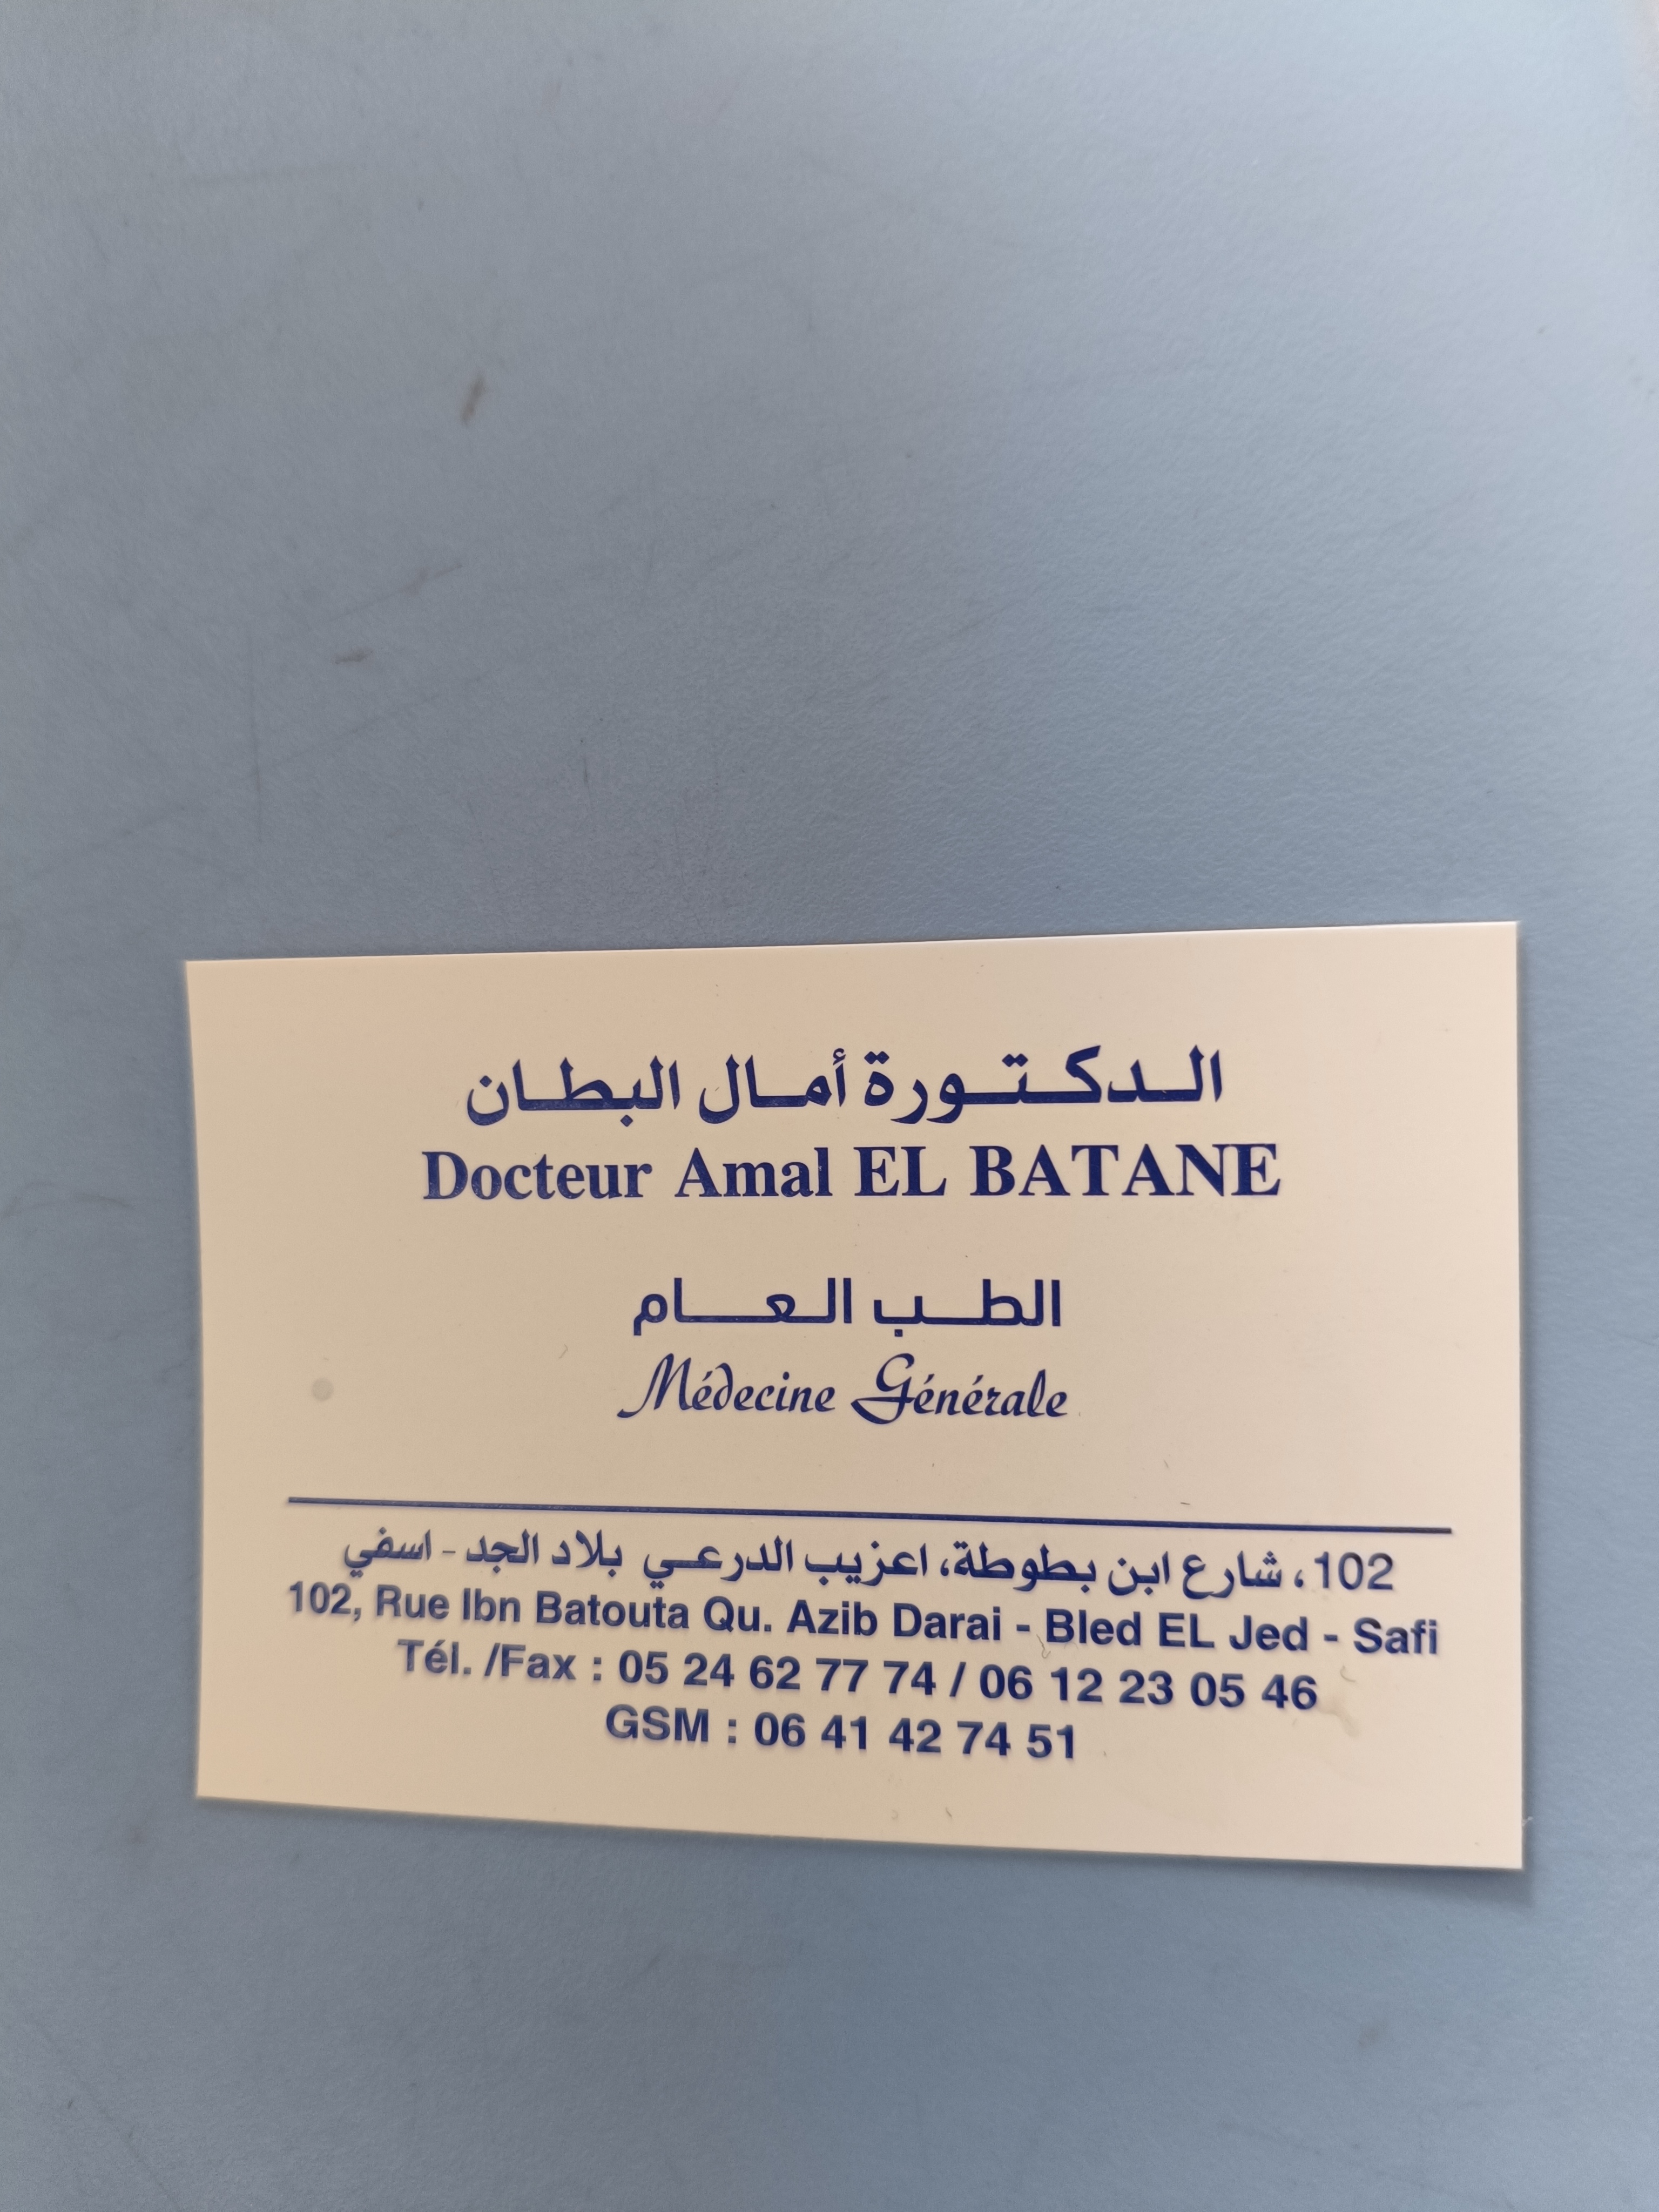 الدكتورة أمال البطان
Docteur Amal EL BATANE
الطب العام
Médecine Générale
102، شارع ابن بطوطة، اعزيب الدرعي بلاد الجد - اسفي
102, Rue Ibn Batouta Qu. Azib Darai - Bled EL Jed - Safi
Tél. /Fax : 05 24 62 77 74 / 06 12 23 05 46
GSM : 06 41 42 74 51